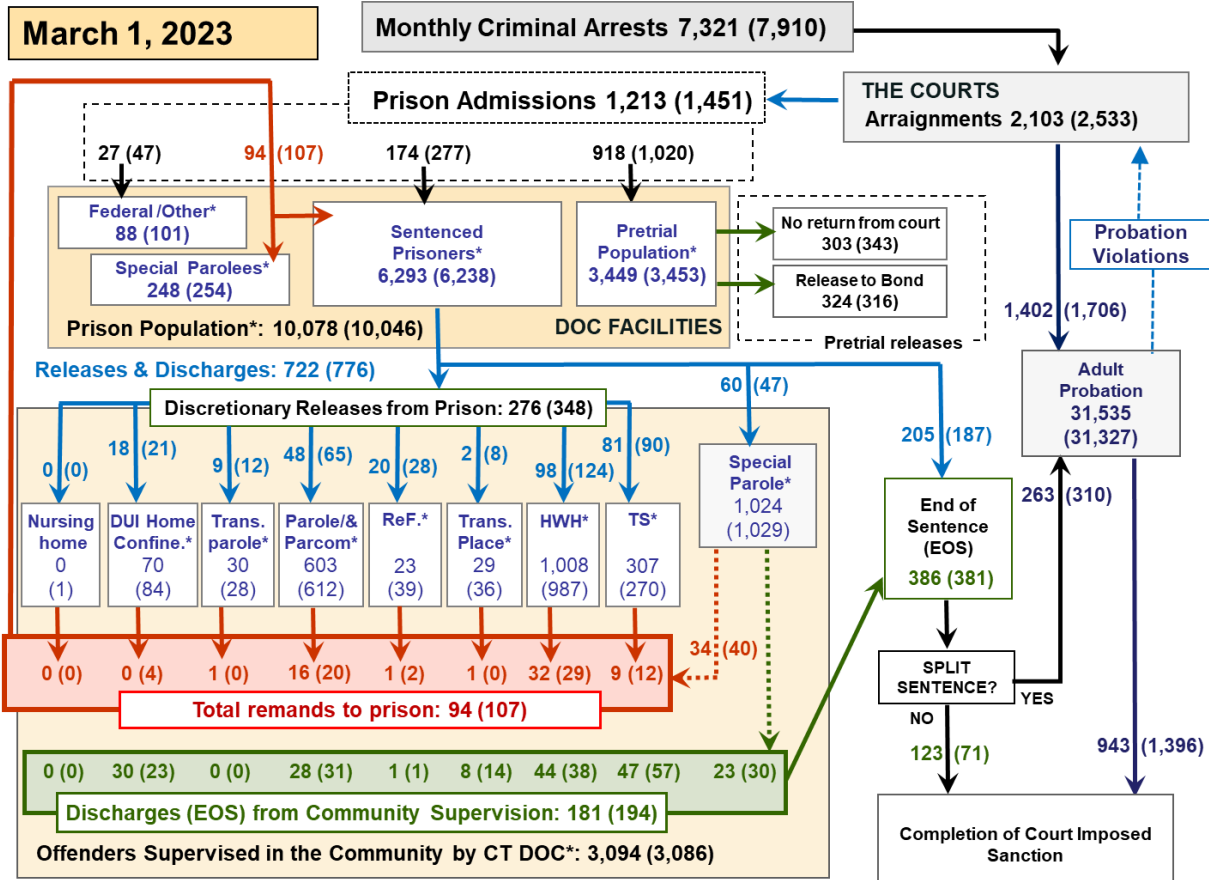 March 1, 2023
Monthly Criminal Arrests 7,321 (7,910)
THE COURTS
Arraignments 2,103 (2,533)
Prison Admissions 1,213 (1,451)
27 (47)
94 (107)
174 (277)
918 (1,020)
Federal /Other*
88 (101)
Special Parolees*
248 (254)
Sentenced
Prisoners*
6,293 (6,238)
Pretrial
Population*
3,449 (3,453)
No return from court
303 (343)
Release to Bond
324 (316)
Pretrial releases
Probation
Violations
Prison Population*: 10,078 (10,046)
DOC FACILITIES
1,402 (1,706)
Releases & Discharges: 722 (776)
60 (47)
Adult
Probation
31,535
(31,327)
Discretionary Releases from Prison: 276 (348)
0 (0)
18 (21)
9 (12)
48 (65)
20 (28)
2 (8)
98 (124)
81 (90)
205 (187)
263 (310)
Nursing
home
0
(1)
DUI Home
Confine.*
70
(84)
Trans.
parole*
30
(28)
Parole/&
Parcom*
603
(612)
ReF.*
23
(39)
Trans.
Place*
29
(36)
HWH*
1,008
(987)
TS*
307
(270)
Special
Parole*
1,024
(1,029)
End of
Sentence
(EOS)
386 (381)
0 (0)
0 (4)
1 (0)
16 (20)
1 (2)
1 (0)
32 (29)
9 (12)
34 (40)
Total remands to prison: 94 (107)
SPLIT
SENTENCE?
YES
NO
123 (71)
943 (1,396)
0 (0)
30 (23)
0 (0)
28 (31)
1 (1)
8 (14)
44 (38)
47 (57)
23 (30)
Discharges (EOS) from Community Supervision: 181 (194)
Offenders Supervised in the Community by CT DOC*: 3,094 (3,086)
Completion of Court Imposed
Sanction